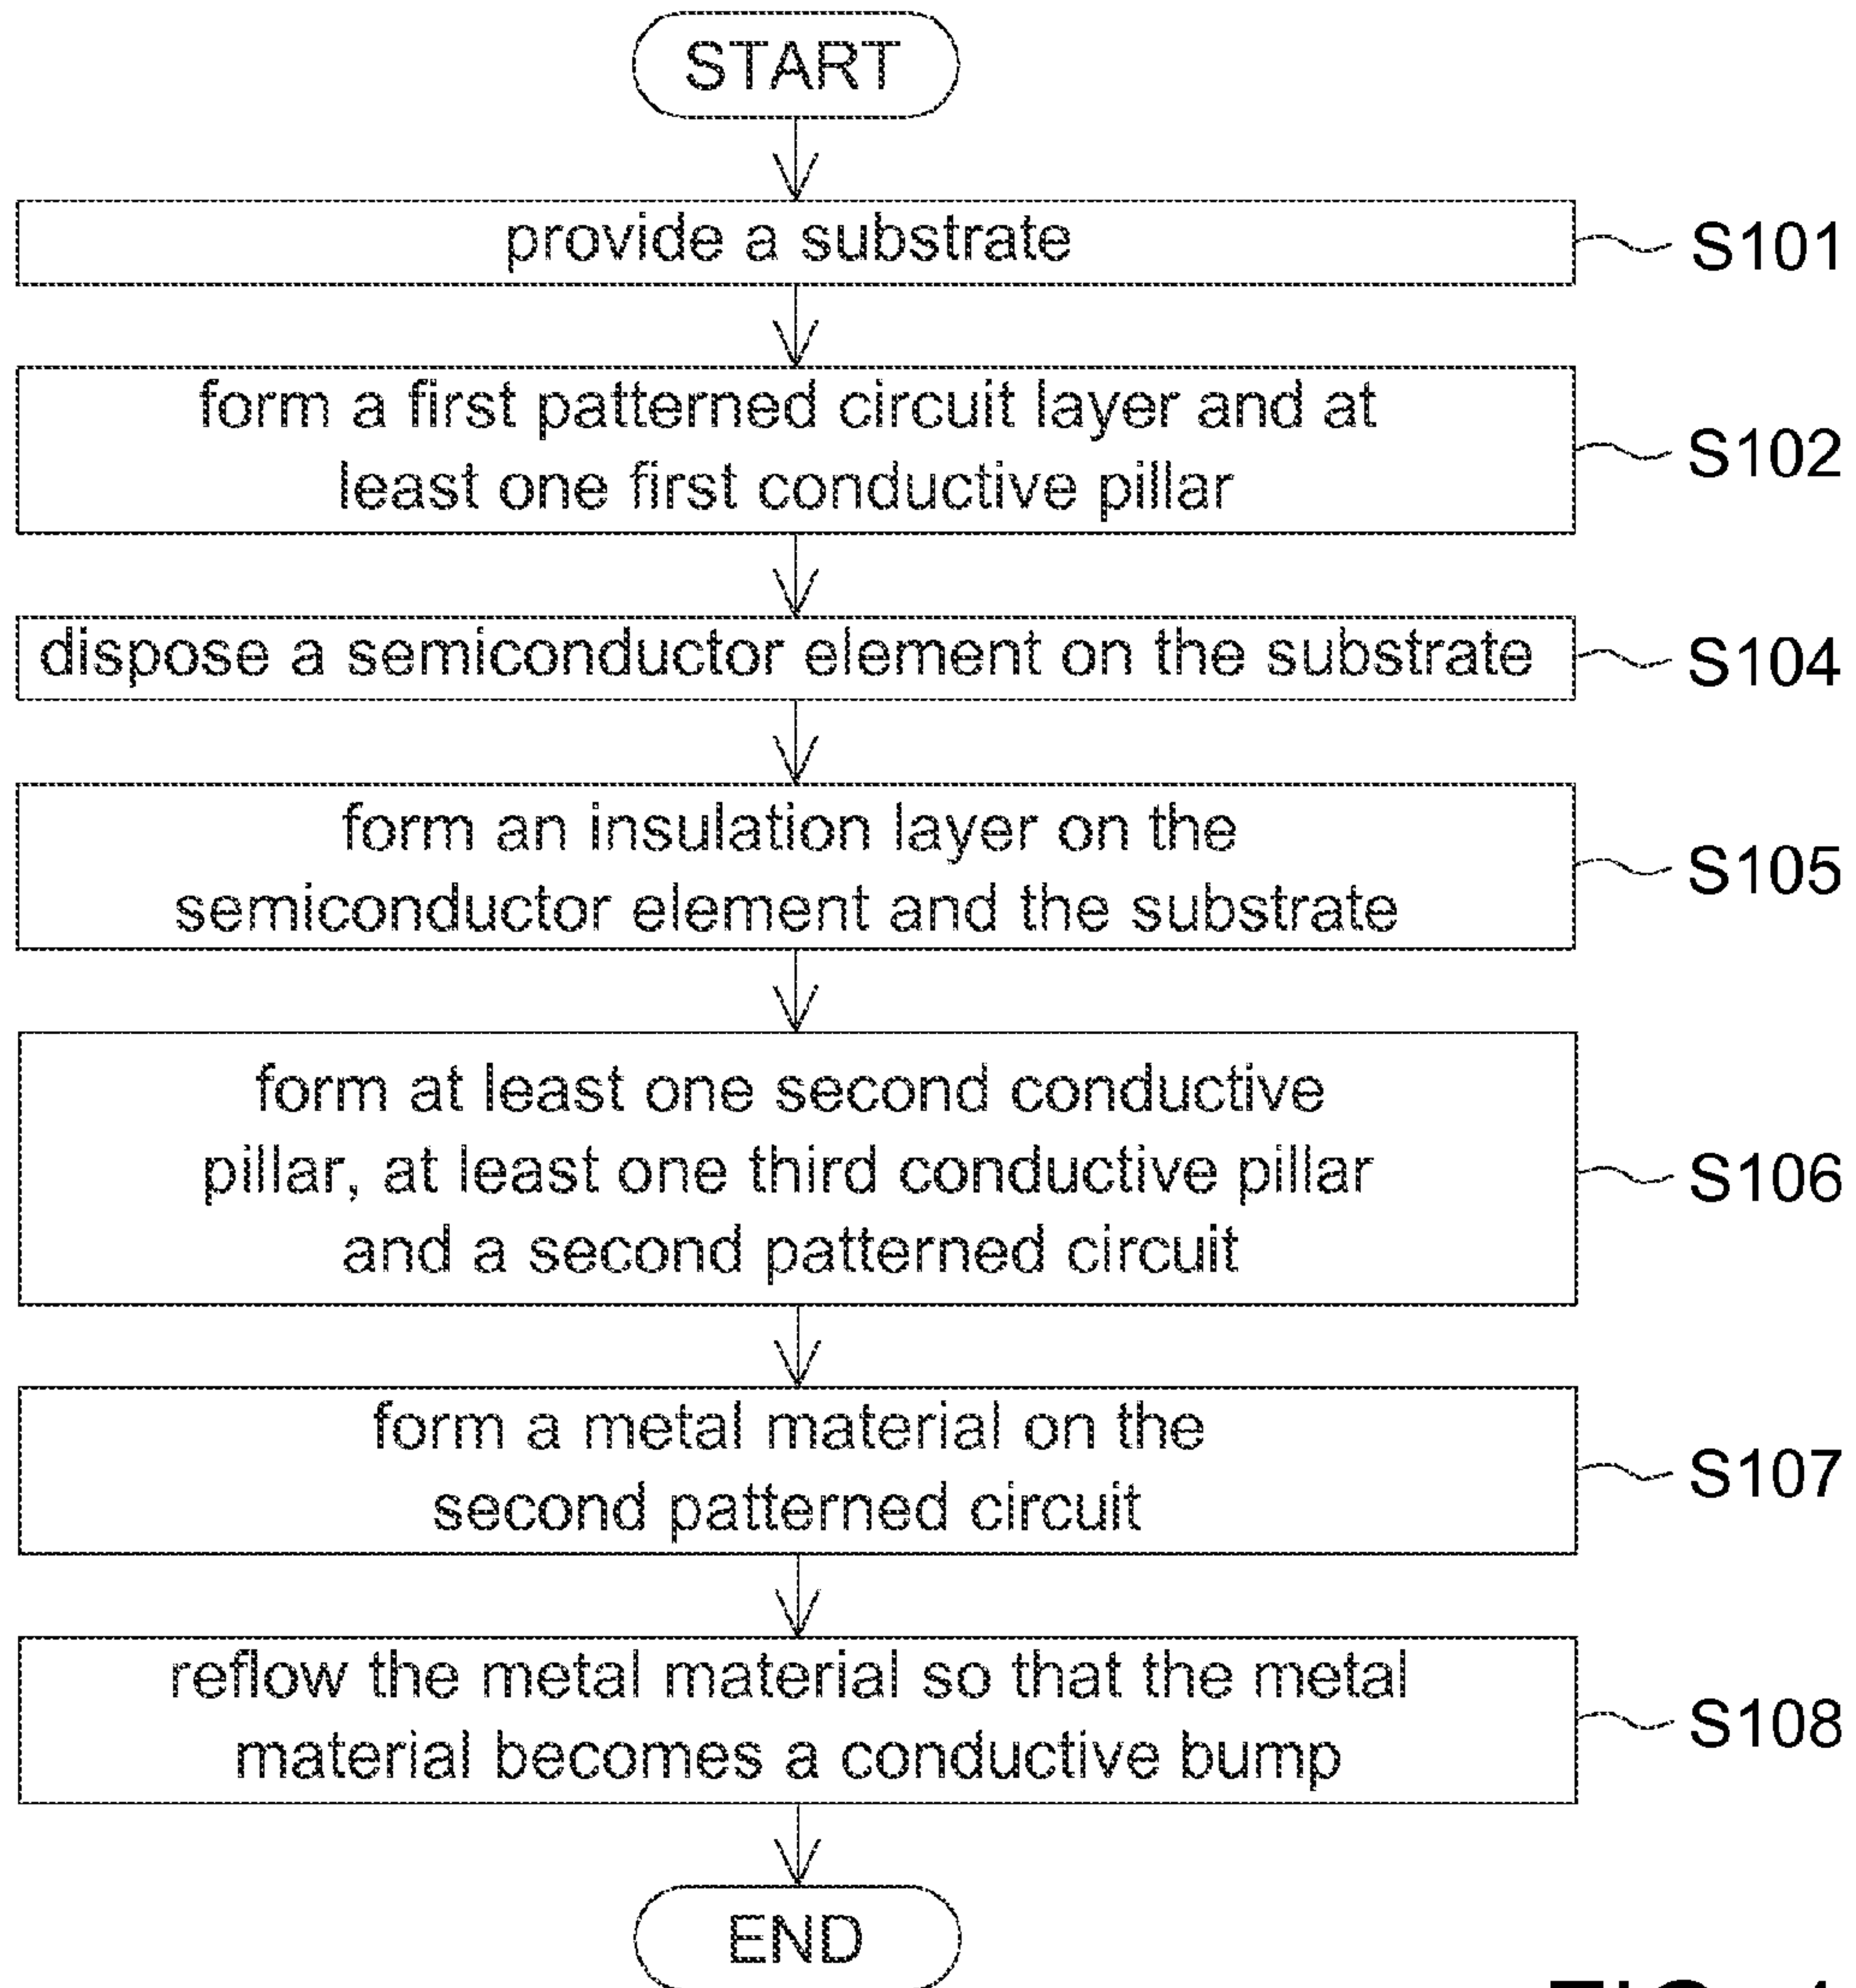 START
provide a substrate
S101
form a first patterned circuit layer and at
least one first conductive pillar
S102
dispose a semiconductor element on the substrate
S104
form an insulation layer on the
semiconductor element and the substrate
S105
form at least one second conductive
pillar, at least one third conductive pillar
and a second patterned circuit
S106
form a metal material on the
second patterned circuit
S107
reflow the metal material so that the metal
material becomes a conductive bump
S108
END